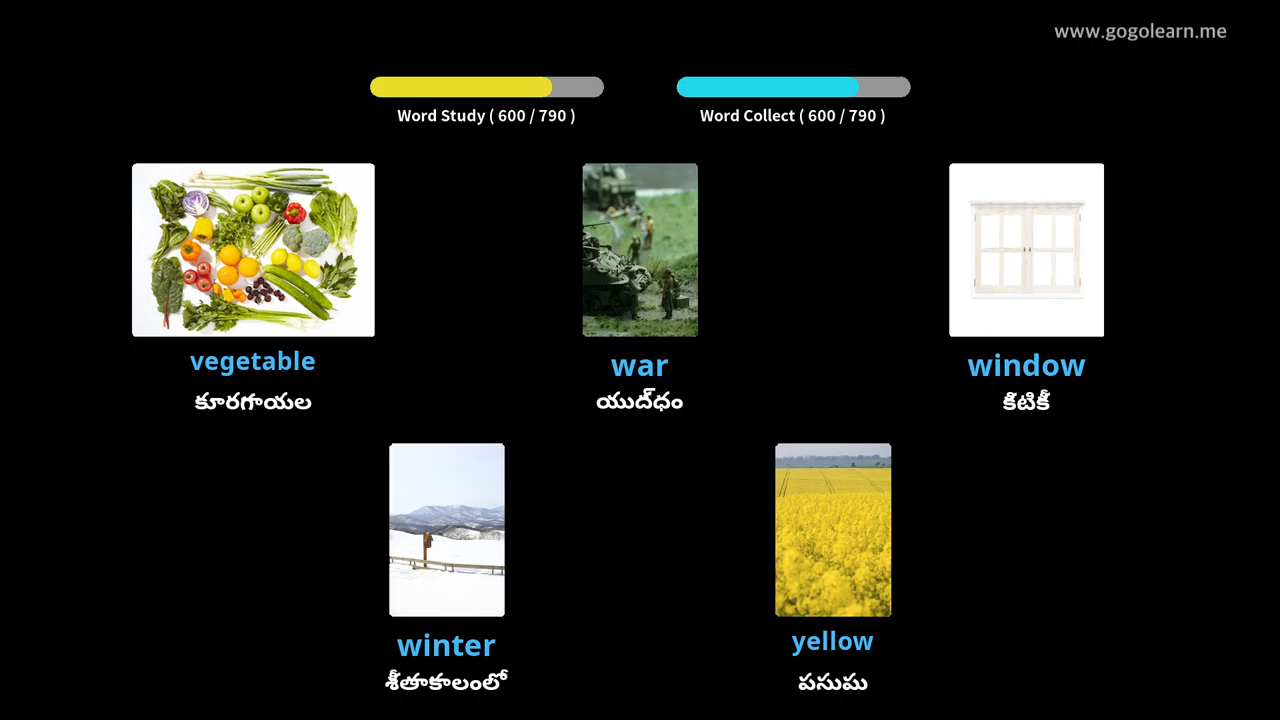 www.gogolearn.me
Word Study ( 600 / 790 )
Word Collect ( 600 / 790 )
vegetable
కూరగాయల
war
యుద్ధం
window
కిటికీ
winter
శీతాకాలంలో
yellow
పసుపు